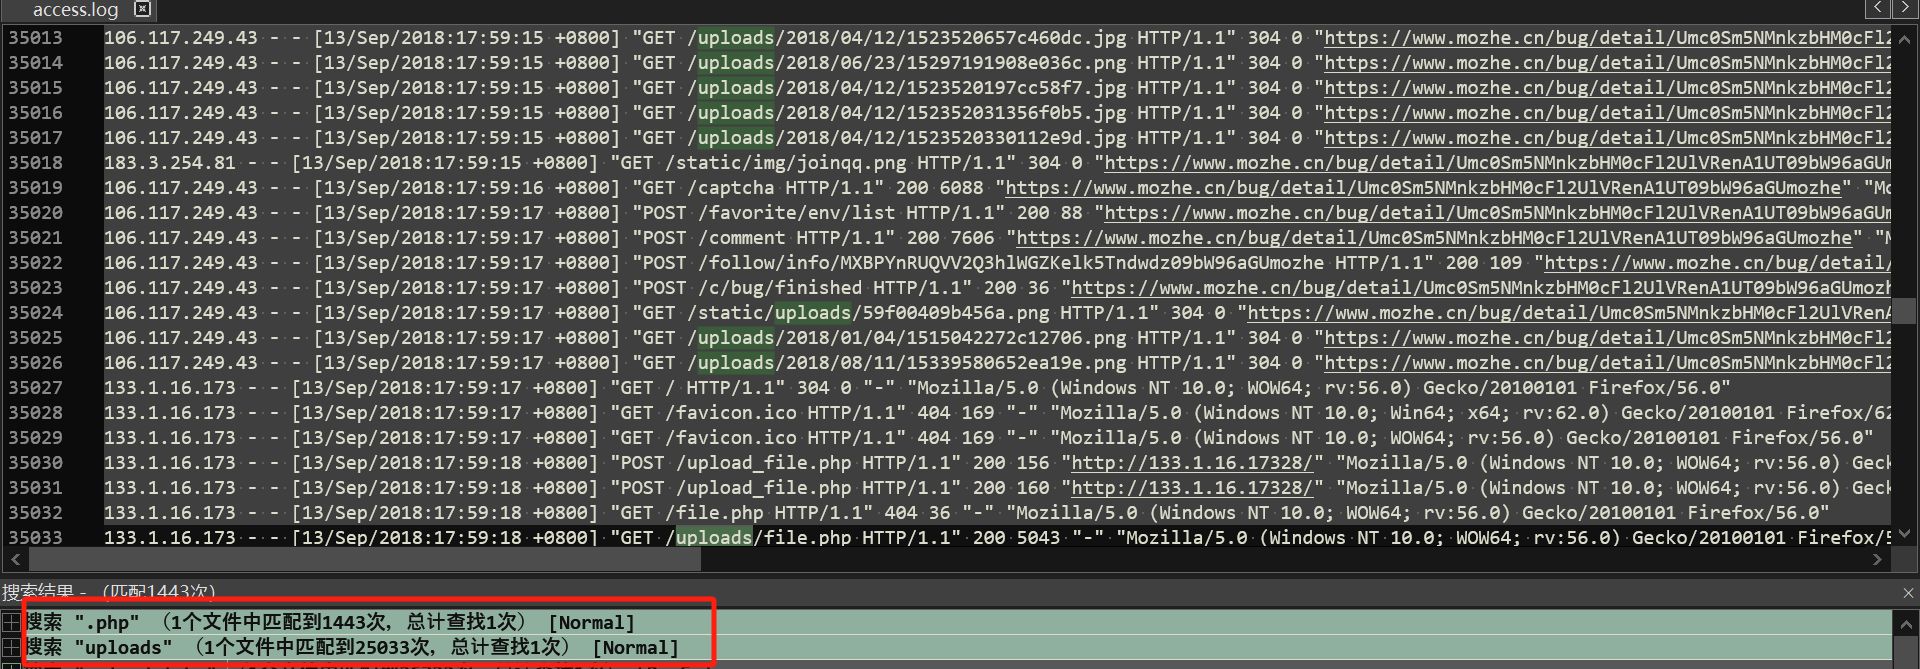 access.log
35013 106.117.249.43 - - [13/Sep/2018:17:59:15 +0800] "GET /uploads/2018/04/12/1523520657c460dc.jpg HTTP/1.1" 304 0 "https://www.mozhe.cn/bug/detail/Umc0Sm5NMnkzbHM0cFl2
35014 106.117.249.43 - - [13/Sep/2018:17:59:15 +0800] "GET /uploads/2018/06/23/15297191908e036c.png HTTP/1.1" 304 0 "https://www.mozhe.cn/bug/detail/Umc0Sm5NMnkzbHM0cFl2
35015 106.117.249.43 - - [13/Sep/2018:17:59:15 +0800] "GET /uploads/2018/04/12/1523520197cc58f7.jpg HTTP/1.1" 304 0 "https://www.mozhe.cn/bug/detail/Umc0Sm5NMnkzbHM0cFl2
35016 106.117.249.43 - - [13/Sep/2018:17:59:15 +0800] "GET /uploads/2018/04/12/152352031356f0b5.jpg HTTP/1.1" 304 0 "https://www.mozhe.cn/bug/detail/Umc0Sm5NMnkzbHM0cFl2
35017 106.117.249.43 - - [13/Sep/2018:17:59:15 +0800] "GET /uploads/2018/04/12/1523520330112e9d.jpg HTTP/1.1" 304 0 "https://www.mozhe.cn/bug/detail/Umc0Sm5NMnkzbHM0cFl2
35018 183.3.254.81 - - [13/Sep/2018:17:59:15 +0800] "GET /static/img/joinqq.png HTTP/1.1" 304 0 "https://www.mozhe.cn/bug/detail/Umc0Sm5NMnkzbHM0cFl2UlVRenA1UT09bW96aGUm
35019 106.117.249.43 - - [13/Sep/2018:17:59:16 +0800] "GET /captcha HTTP/1.1" 200 6088 "https://www.mozhe.cn/bug/detail/Umc0Sm5NMnkzbHM0cFl2UlVRenA1UT09bW96aGUmozhe" "Mo
35020 106.117.249.43 - - [13/Sep/2018:17:59:17 +0800] "POST /favorite/env/list HTTP/1.1" 200 88 "https://www.mozhe.cn/bug/detail/Umc0Sm5NMnkzbHM0cFl2UlVRenA1UT09bW96aGUm
35021 106.117.249.43 - - [13/Sep/2018:17:59:17 +0800] "POST /comment HTTP/1.1" 200 7606 "https://www.mozhe.cn/bug/detail/Umc0Sm5NMnkzbHM0cFl2UlVRenA1UT09bW96aGUmozhe" "M
35022 106.117.249.43 - - [13/Sep/2018:17:59:17 +0800] "POST /follow/info/MXBPYnRUQVV2Q3hlWGZKelk5Tndwdz09bW96aGUmozhe HTTP/1.1" 200 109 "https://www.mozhe.cn/bug/detail/
35023 106.117.249.43 - - [13/Sep/2018:17:59:17 +0800] "POST /c/bug/finished HTTP/1.1" 200 36 "https://www.mozhe.cn/bug/detail/Umc0Sm5NMnkzbHM0cFl2UlVRenA1UT09bW96aGUmozh
35024 106.117.249.43 - - [13/Sep/2018:17:59:17 +0800] "GET /static/uploads/59f00409b456a.png HTTP/1.1" 304 0 "https://www.mozhe.cn/bug/detail/Umc0Sm5NMnkzbHM0cFl2UlVRenA
35025 106.117.249.43 - - [13/Sep/2018:17:59:17 +0800] "GET /uploads/2018/01/04/1515042272c12706.png HTTP/1.1" 304 0 "https://www.mozhe.cn/bug/detail/Umc0Sm5NMnkzbHM0cFl2
35026 106.117.249.43 - - [13/Sep/2018:17:59:17 +0800] "GET /uploads/2018/08/11/15339580652ea19e.png HTTP/1.1" 304 0 "https://www.mozhe.cn/bug/detail/Umc0Sm5NMnkzbHM0cFl2
35027 133.1.16.173 - - [13/Sep/2018:17:59:17 +0800] "GET / HTTP/1.1" 304 0 "-" "Mozilla/5.0 (Windows NT 10.0; WOW64; rv:56.0) Gecko/20100101 Firefox/56.0"
35028 133.1.16.173 - - [13/Sep/2018:17:59:17 +0800] "GET /favicon.ico HTTP/1.1" 404 169 "-" "Mozilla/5.0 (Windows NT 10.0; Win64; x64; rv:62.0) Gecko/20100101 Firefox/62
35029 133.1.16.173 - - [13/Sep/2018:17:59:17 +0800] "GET /favicon.ico HTTP/1.1" 404 169 "-" "Mozilla/5.0 (Windows NT 10.0; WOW64; rv:56.0) Gecko/20100101 Firefox/56.0"
35030 133.1.16.173 - - [13/Sep/2018:17:59:18 +0800] "POST /upload_file.php HTTP/1.1" 200 156 "http://133.1.16.17328/" "Mozilla/5.0 (Windows NT 10.0; WOW64; rv:56.0) Geck
35031 133.1.16.173 - - [13/Sep/2018:17:59:18 +0800] "POST /upload_file.php HTTP/1.1" 200 160 "http://133.1.16.17328/" "Mozilla/5.0 (Windows NT 10.0; WOW64; rv:56.0) Geck
35032 133.1.16.173 - - [13/Sep/2018:17:59:18 +0800] "GET /file.php HTTP/1.1" 404 36 "-" "Mozilla/5.0 (Windows NT 10.0; WOW64; rv:56.0) Gecko/20100101 Firefox/56.0"
35033 133.1.16.173 - - [13/Sep/2018:17:59:18 +0800] "GET /uploads/file.php HTTP/1.1" 200 5043 "-" "Mozilla/5.0 (Windows NT 10.0; WOW64; rv:56.0) Gecko/20100101 Firefox/5
搜索结果 - （匹配1443次）
搜索 ".php" （1个文件中匹配到1443次，总计查找1次） [Normal]
搜索 "uploads" （1个文件中匹配到25033次，总计查找1次） [Normal]